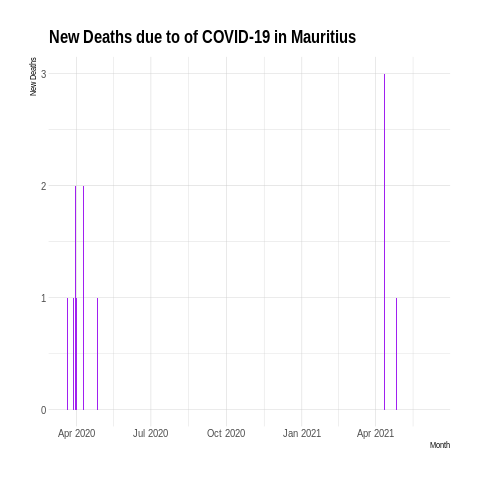 New Deaths due to of COVID-19 in Mauritius
New Deaths
3
2
1
0
Apr 2020
Jul 2020
Oct 2020
Jan 2021
Apr 2021
Month